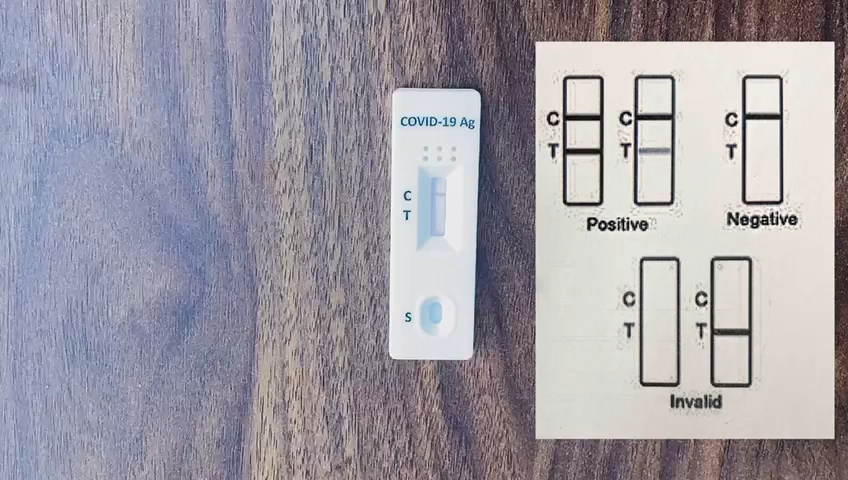 COVID-19 Ag
C
T
S
C C C
T T T
Positive Negative
C C
T T
Invalid